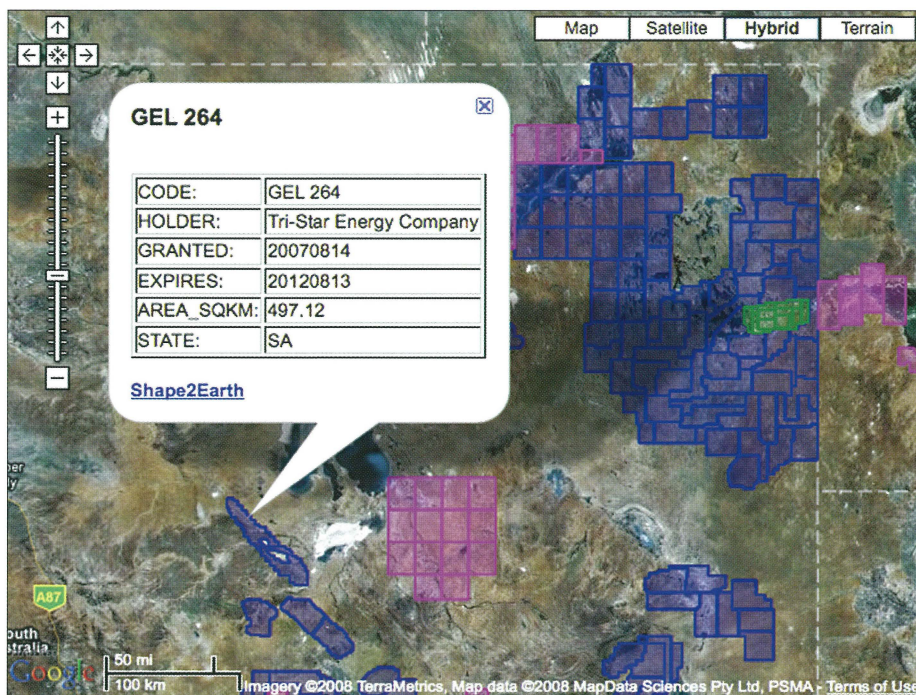 Map Satellite Hybrid Terrain
GEL 264
CODE: GEL 264
HOLDER: Tri-Star Energy Company
GRANTED: 20070814
EXPIRES: 20120813
AREA_SQKM: 497.12
STATE: SA
Shape2Earth
A87
Google
50 mi
100 km
Imagery ©2008 TerraMetrics, Map data ©2008 MapData Sciences Pty Ltd, PSMA - Terms of Use